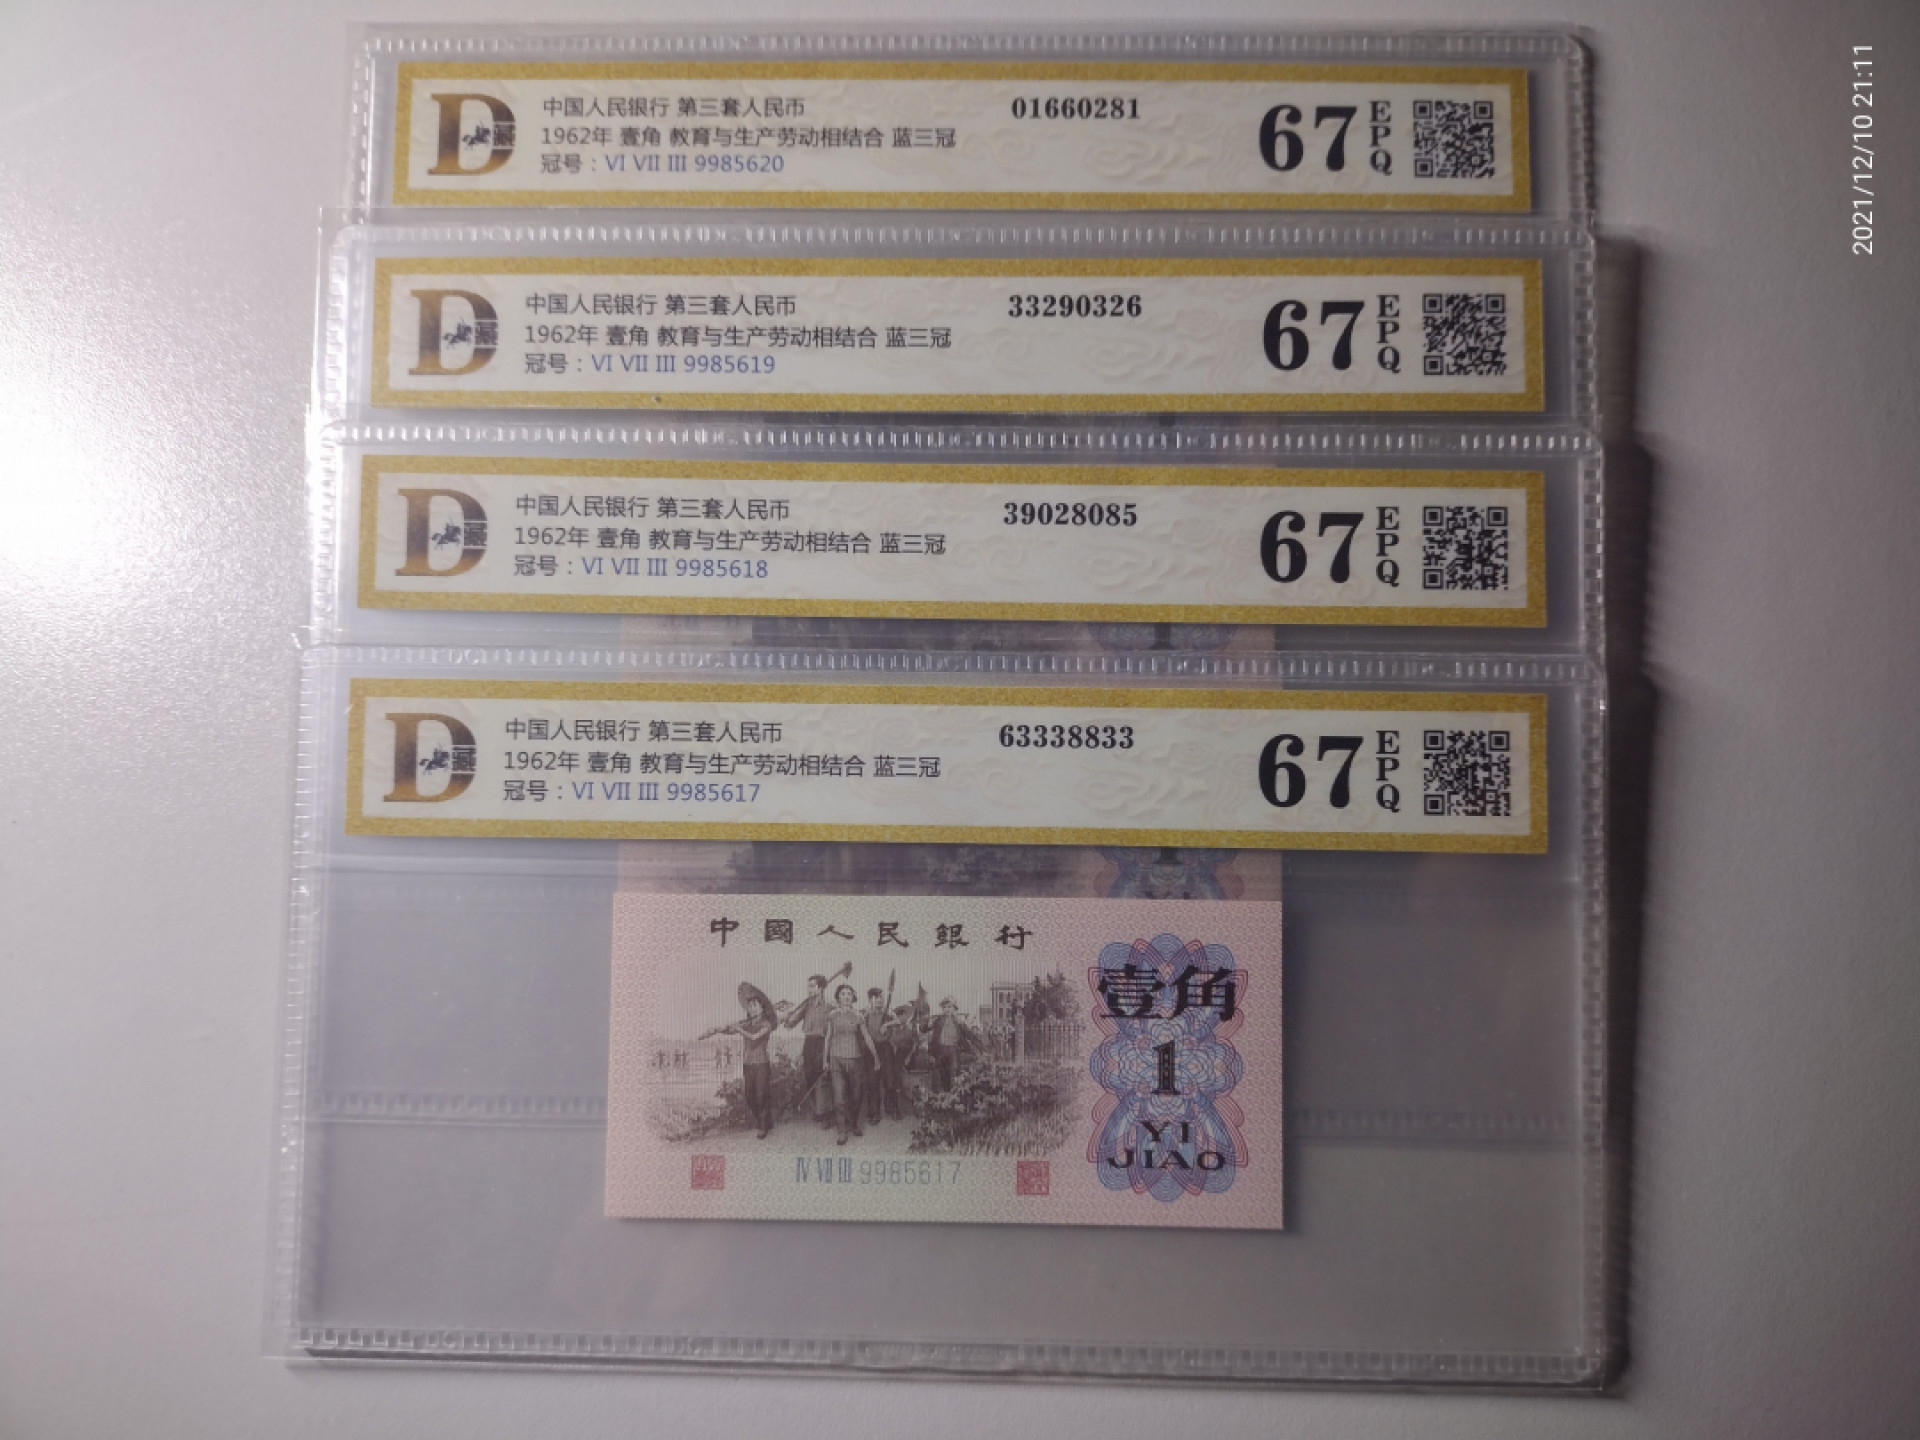 D藏
中国人民银行 第三套人民币
1962年 壹角 教育与生产劳动相结合 蓝三冠
冠号：VI VII III 9985620
01660281
67
EPQ
D藏
中国人民银行 第三套人民币
1962年 壹角 教育与生产劳动相结合 蓝三冠
冠号：VI VII III 9985619
33290326
67
EPQ
D藏
中国人民银行 第三套人民币
1962年 壹角 教育与生产劳动相结合 蓝三冠
冠号：VI VII III 9985618
39028085
67
EPQ
D藏
中国人民银行 第三套人民币
1962年 壹角 教育与生产劳动相结合 蓝三冠
冠号：VI VII III 9985617
63338833
67
EPQ
中國人民銀行
壹角
1
YI
JIAO
IV VII III 9985617
2021/12/10 21:11